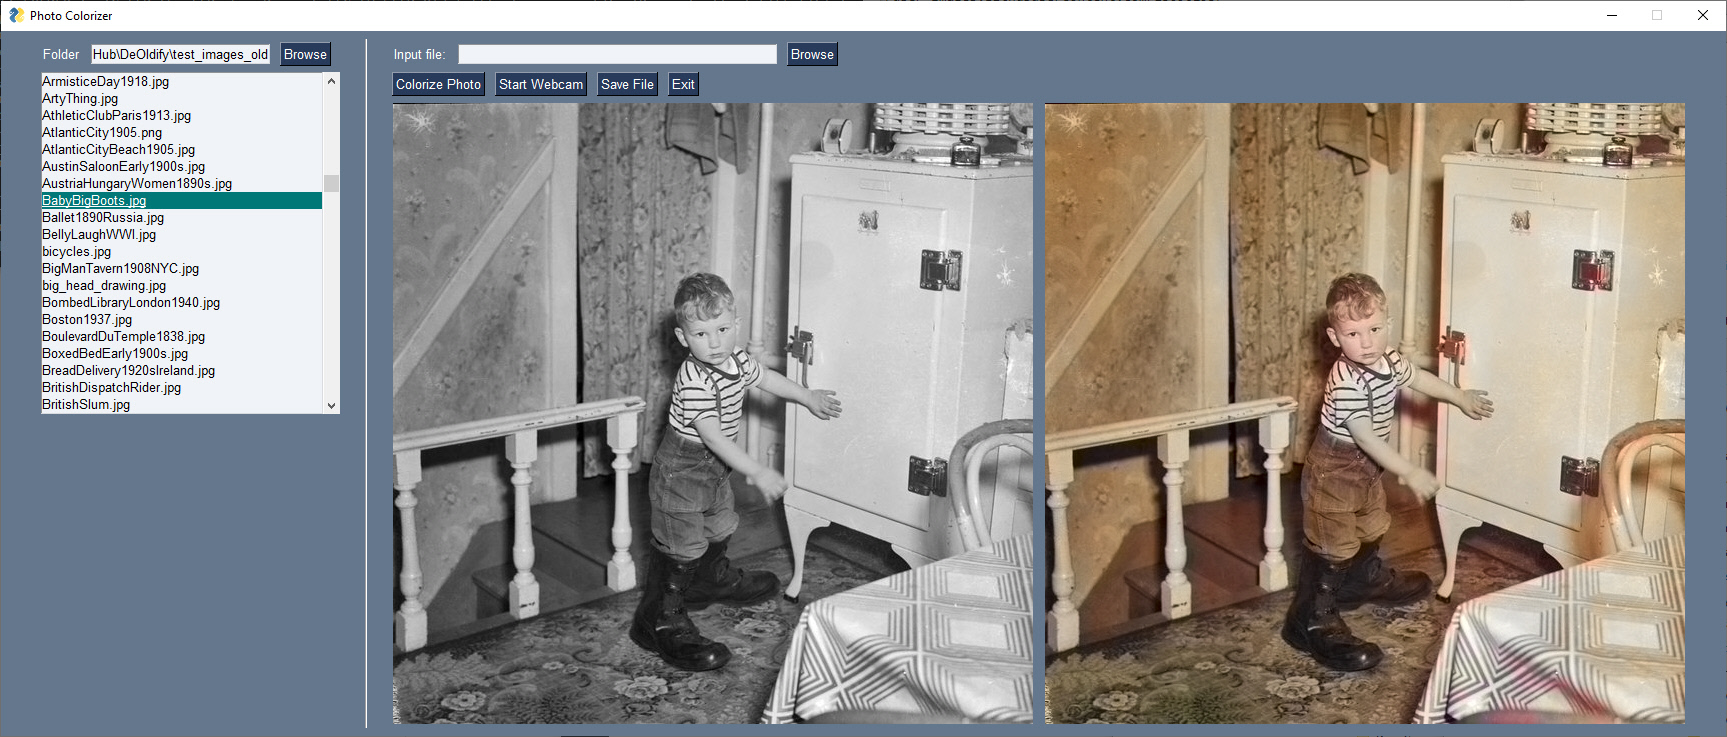 Photo Colorizer
Folder Hub\DeOldify\test_images_old Browse
ArmisticeDay1918.jpg
ArtyThing.jpg
AthleticClubParis1913.jpg
AtlanticCity1905.png
AtlanticCityBeach1905.jpg
AustinSaloonEarly1900s.jpg
AustriaHungaryWomen1890s.jpg
BabyBigBoots.jpg
Ballet1890Russia.jpg
BellyLaughWWI.jpg
bicycles.jpg
BigManTavern1908NYC.jpg
big_head_drawing.jpg
BombedLibraryLondon1940.jpg
Boston1937.jpg
BoulevardDuTemple1838.jpg
BoxedBedEarly1900s.jpg
BreadDelivery1920sIreland.jpg
BritishDispatchRider.jpg
BritishSlum.jpg
Input file: Browse
Colorize Photo Start Webcam Save File Exit